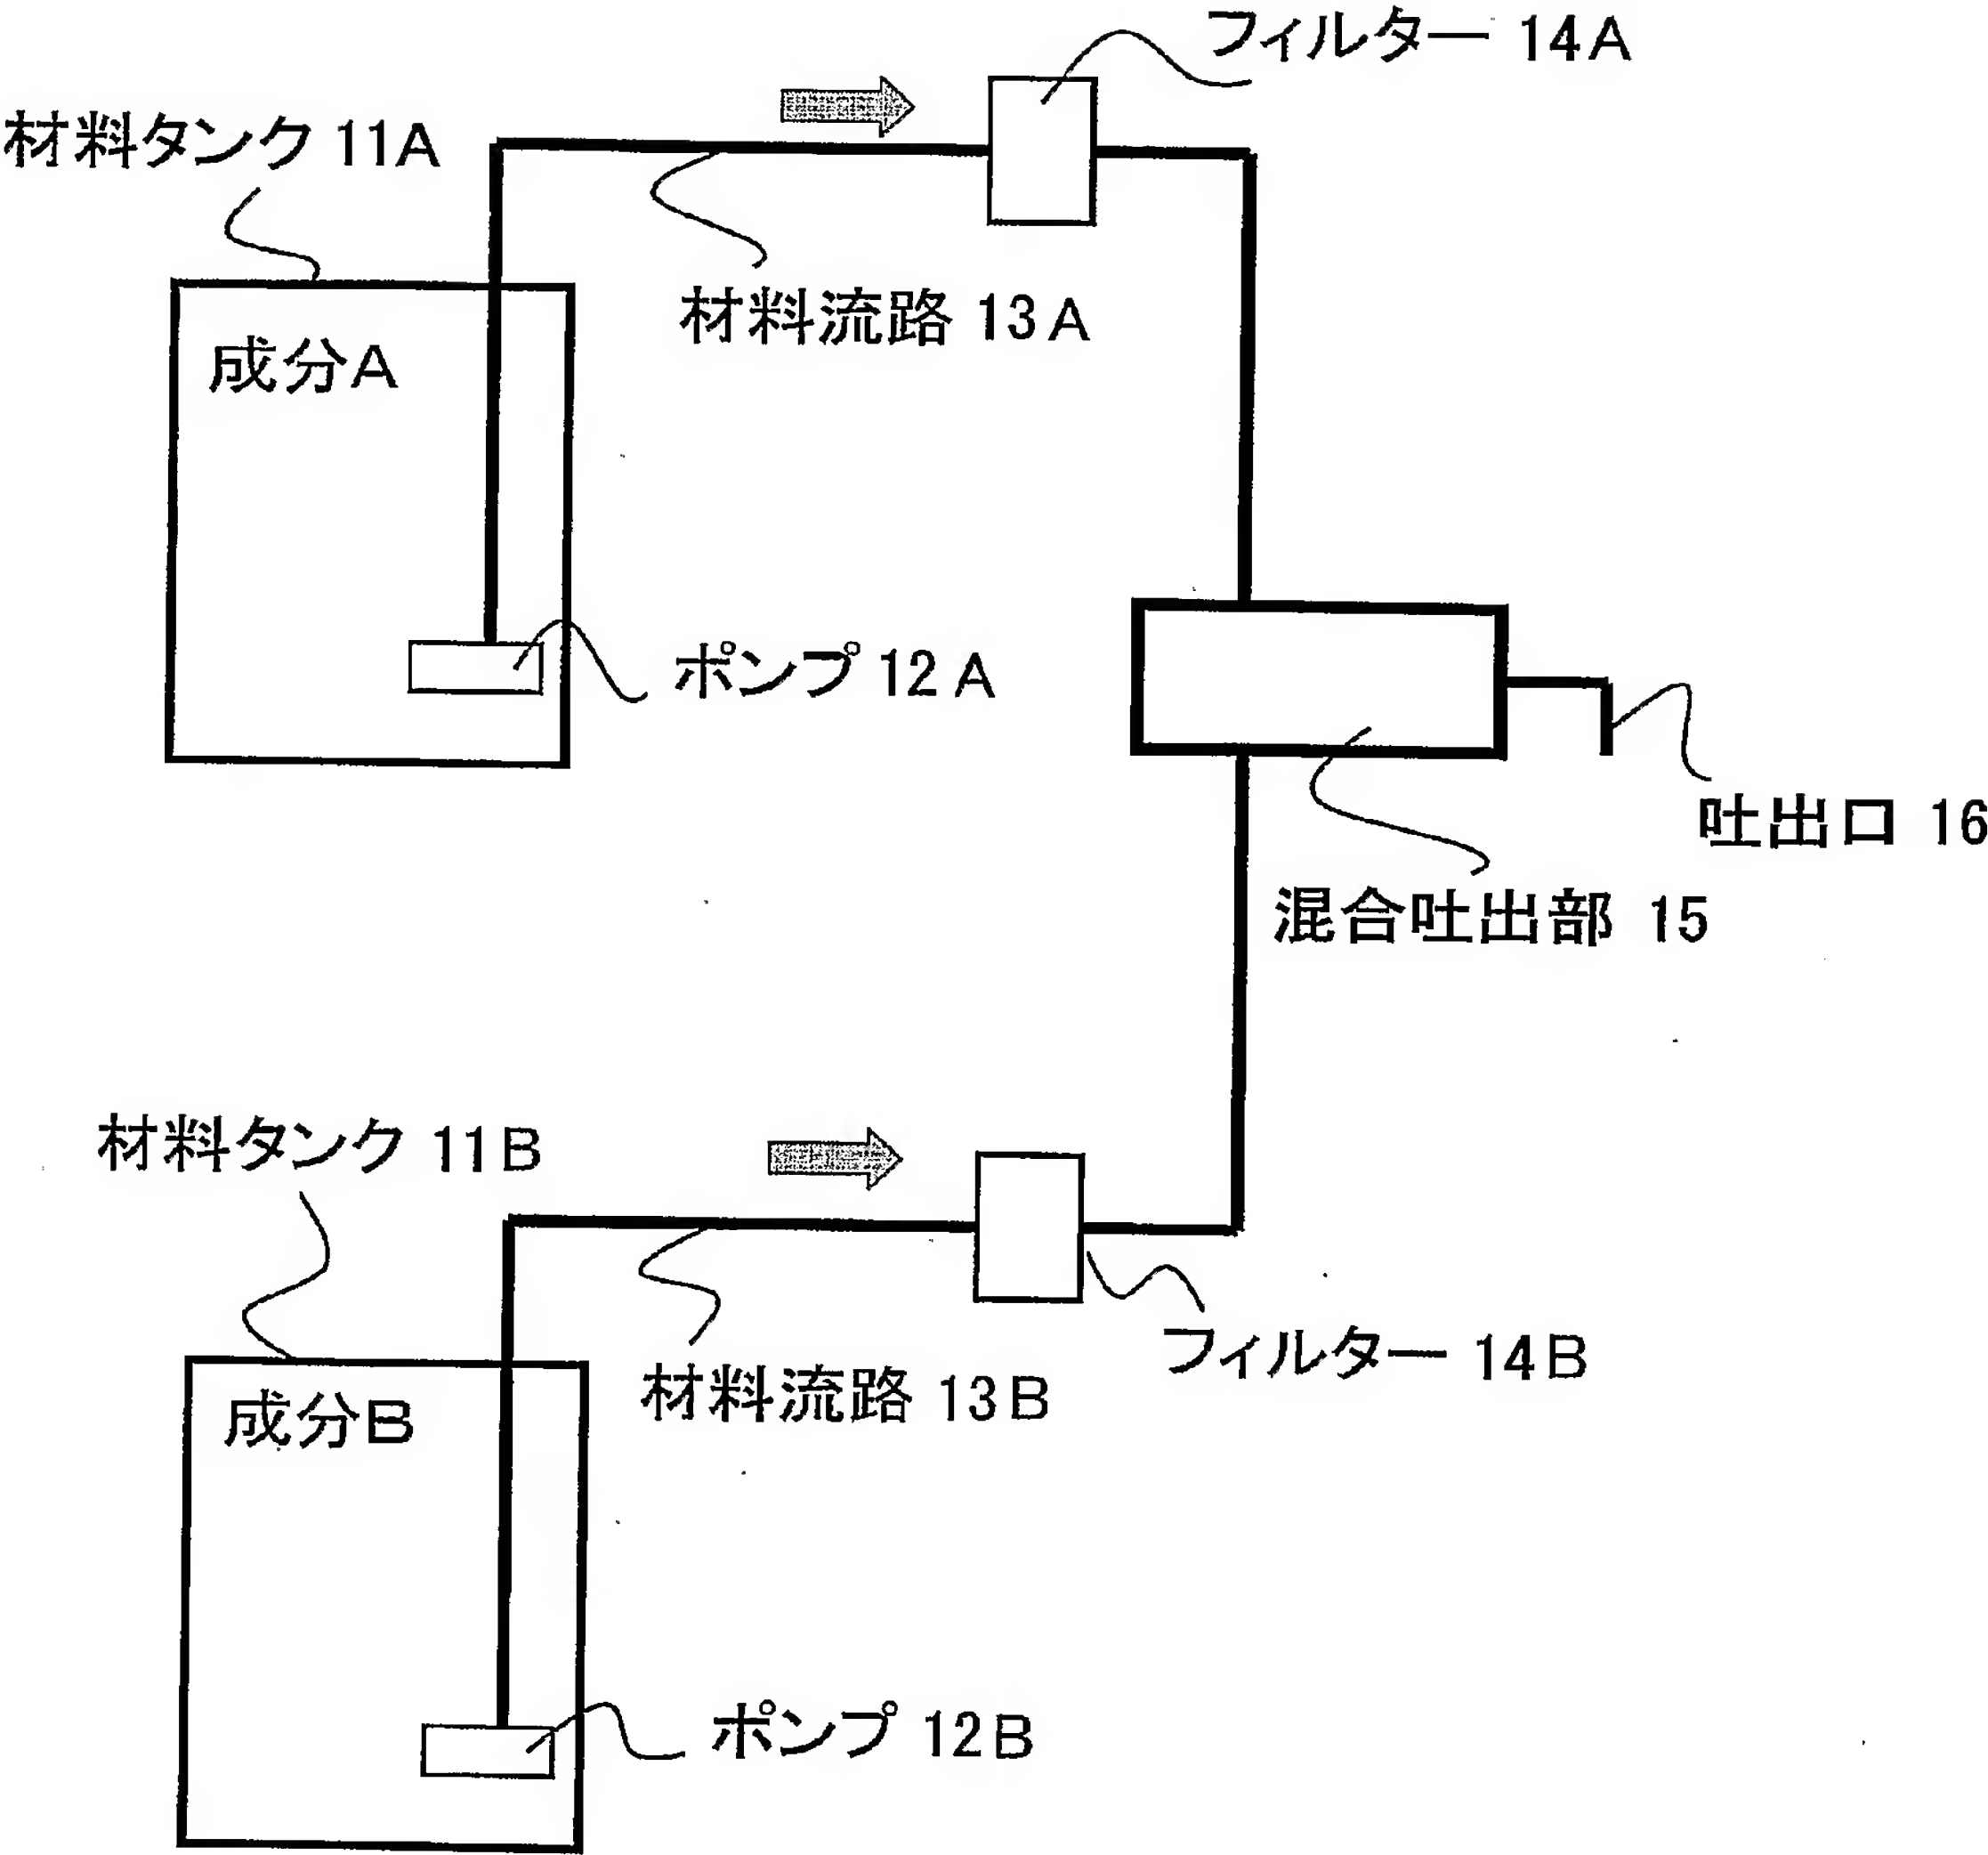 フィルター 14A
材料タンク 11A
材料流路 13A
成分A
ポンプ 12A
吐出口 16
混合吐出部 15
材料タンク 11B
フィルター 14B
材料流路 13B
成分B
ポンプ 12B